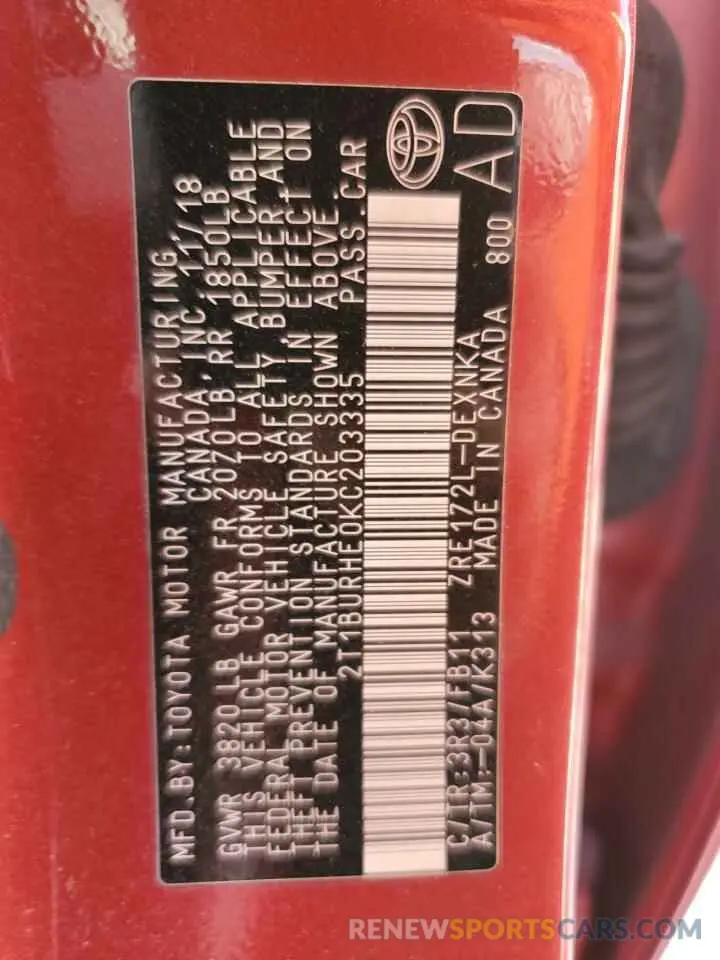 MFD.BY:TOYOTA MOTOR MANUFACTURING
CANADA, INC. 11/18
GVWR 3820LB GAWR FR 2070LB, RR 1850LB
THIS VEHICLE CONFORMS TO ALL APPLICABLE
FEDERAL MOTOR VEHICLE SAFETY, BUMPER, AND
THEFT PREVENTION STANDARDS IN EFFECT ON
THE DATE OF MANUFACTURE SHOWN ABOVE.
2T1BURHE0KC203335 PASS.CAR
C/TR:3R3/FB11 ZRE172L-DEXNKA
A/TM:-04A/K313 MADE IN CANADA 800
AD
RENEWSPORTSCARS.COM